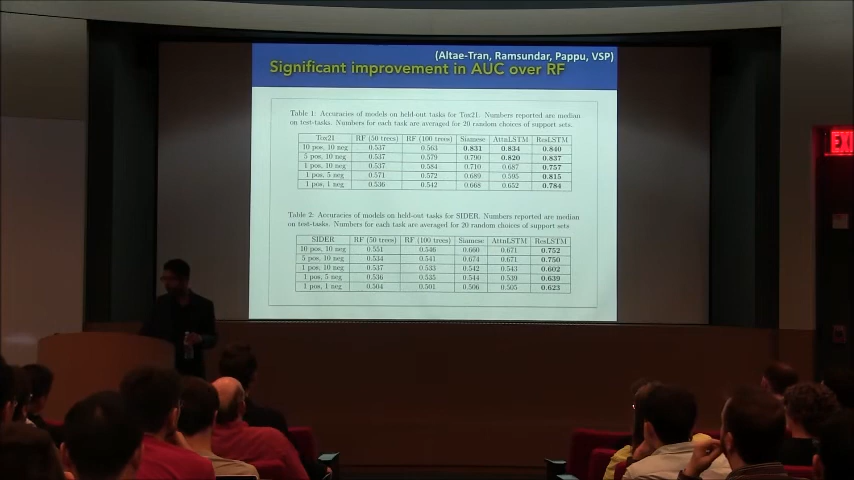 (Altae-Tran, Ramsundar, Pappu, VSP)
Significant improvement in AUC over RF
Table 1: Accuracies of models on held-out tasks for Tox21. Numbers reported are median
on test-tasks. Numbers for each task are averaged for 20 random choices of support sets.
Tox21 RF (50 trees) RF (100 trees) Siamese AttnLSTM ResLSTM
10 pos, 10 neg 0.537 0.563 0.831 0.834 0.840
5 pos, 10 neg 0.537 0.579 0.790 0.820 0.837
1 pos, 10 neg 0.537 0.584 0.710 0.687 0.757
1 pos, 5 neg 0.571 0.572 0.689 0.595 0.815
1 pos, 1 neg 0.536 0.542 0.668 0.652 0.784
Table 2: Accuracies of models on held-out tasks for SIDER. Numbers reported are median
on test-tasks. Numbers for each task are averaged for 20 random choices of support sets
SIDER RF (50 trees) RF (100 trees) Siamese AttnLSTM ResLSTM
10 pos, 10 neg 0.551 0.546 0.660 0.671 0.752
5 pos, 10 neg 0.534 0.541 0.674 0.671 0.750
1 pos, 10 neg 0.537 0.533 0.542 0.543 0.602
1 pos, 5 neg 0.536 0.535 0.544 0.539 0.639
1 pos, 1 neg 0.504 0.501 0.506 0.505 0.623